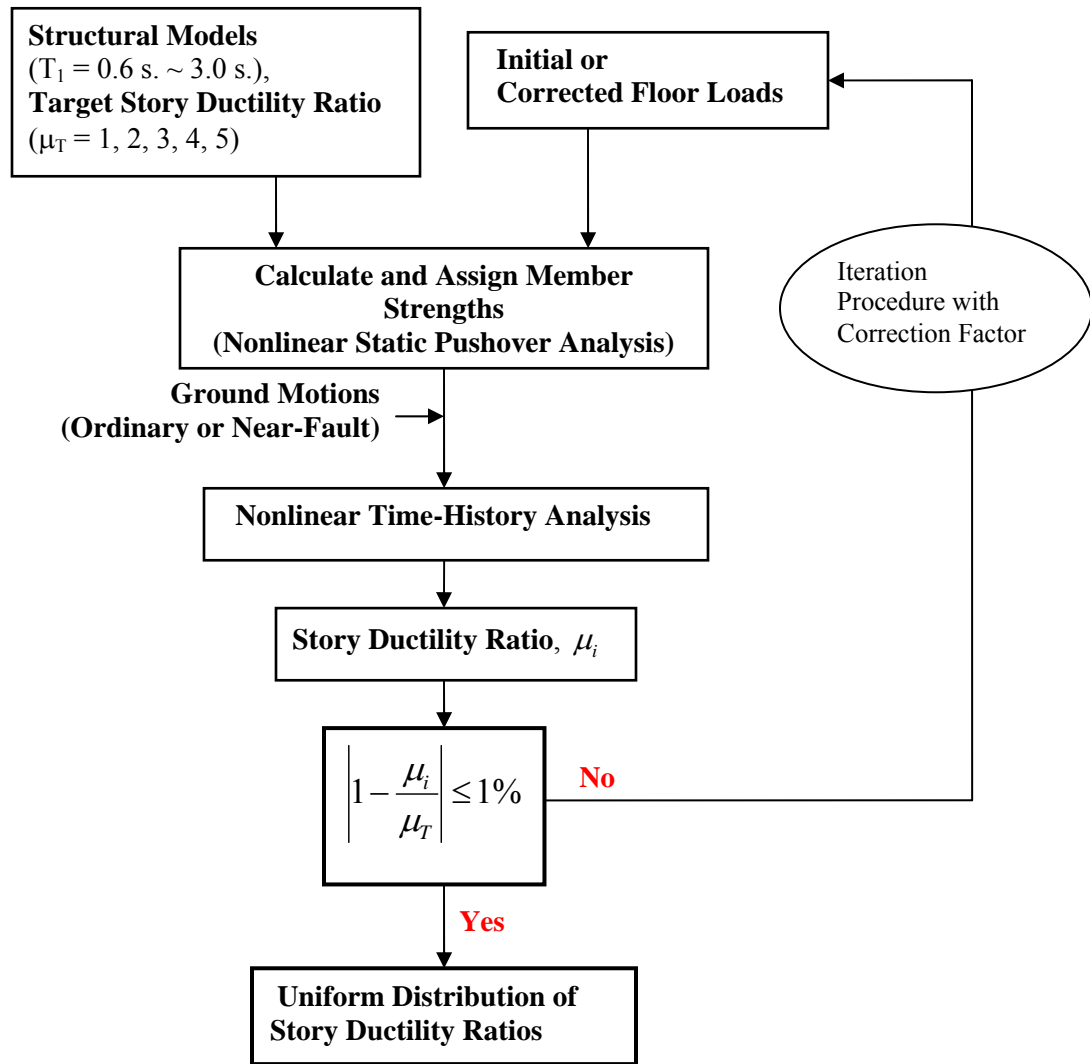 Structural Models
(T₁ = 0.6 s. ~ 3.0 s.),
Target Story Ductility Ratio
(μT = 1, 2, 3, 4, 5)
Initial or
Corrected Floor Loads
Calculate and Assign Member
Strengths
(Nonlinear Static Pushover Analysis)
Iteration
Procedure with
Correction Factor
Ground Motions
(Ordinary or Near-Fault)
Nonlinear Time-History Analysis
Story Ductility Ratio, μi
|1 − μi/μT| ≤ 1%
No
Yes
Uniform Distribution of
Story Ductility Ratios